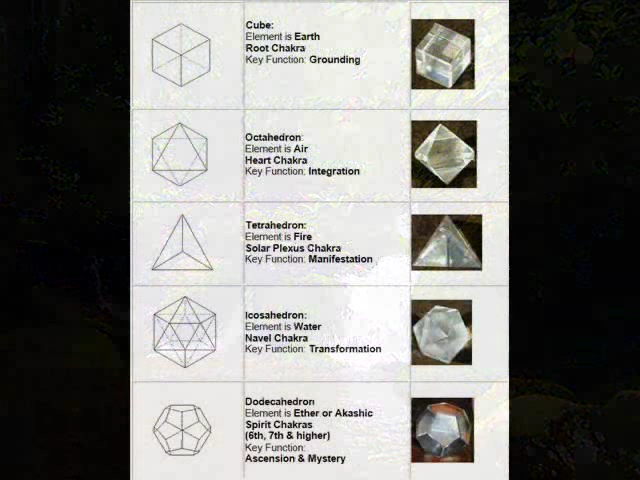 Cube:
Element is Earth
Root Chakra
Key Function: Grounding
Octahedron:
Element is Air
Heart Chakra
Key Function: Integration
Tetrahedron:
Element is Fire
Solar Plexus Chakra
Key Function: Manifestation
Icosahedron:
Element is Water
Navel Chakra
Key Function: Transformation
Dodecahedron
Element is Ether or Akashic
Spirit Chakras
(6th, 7th & higher)
Key Function:
Ascension & Mystery